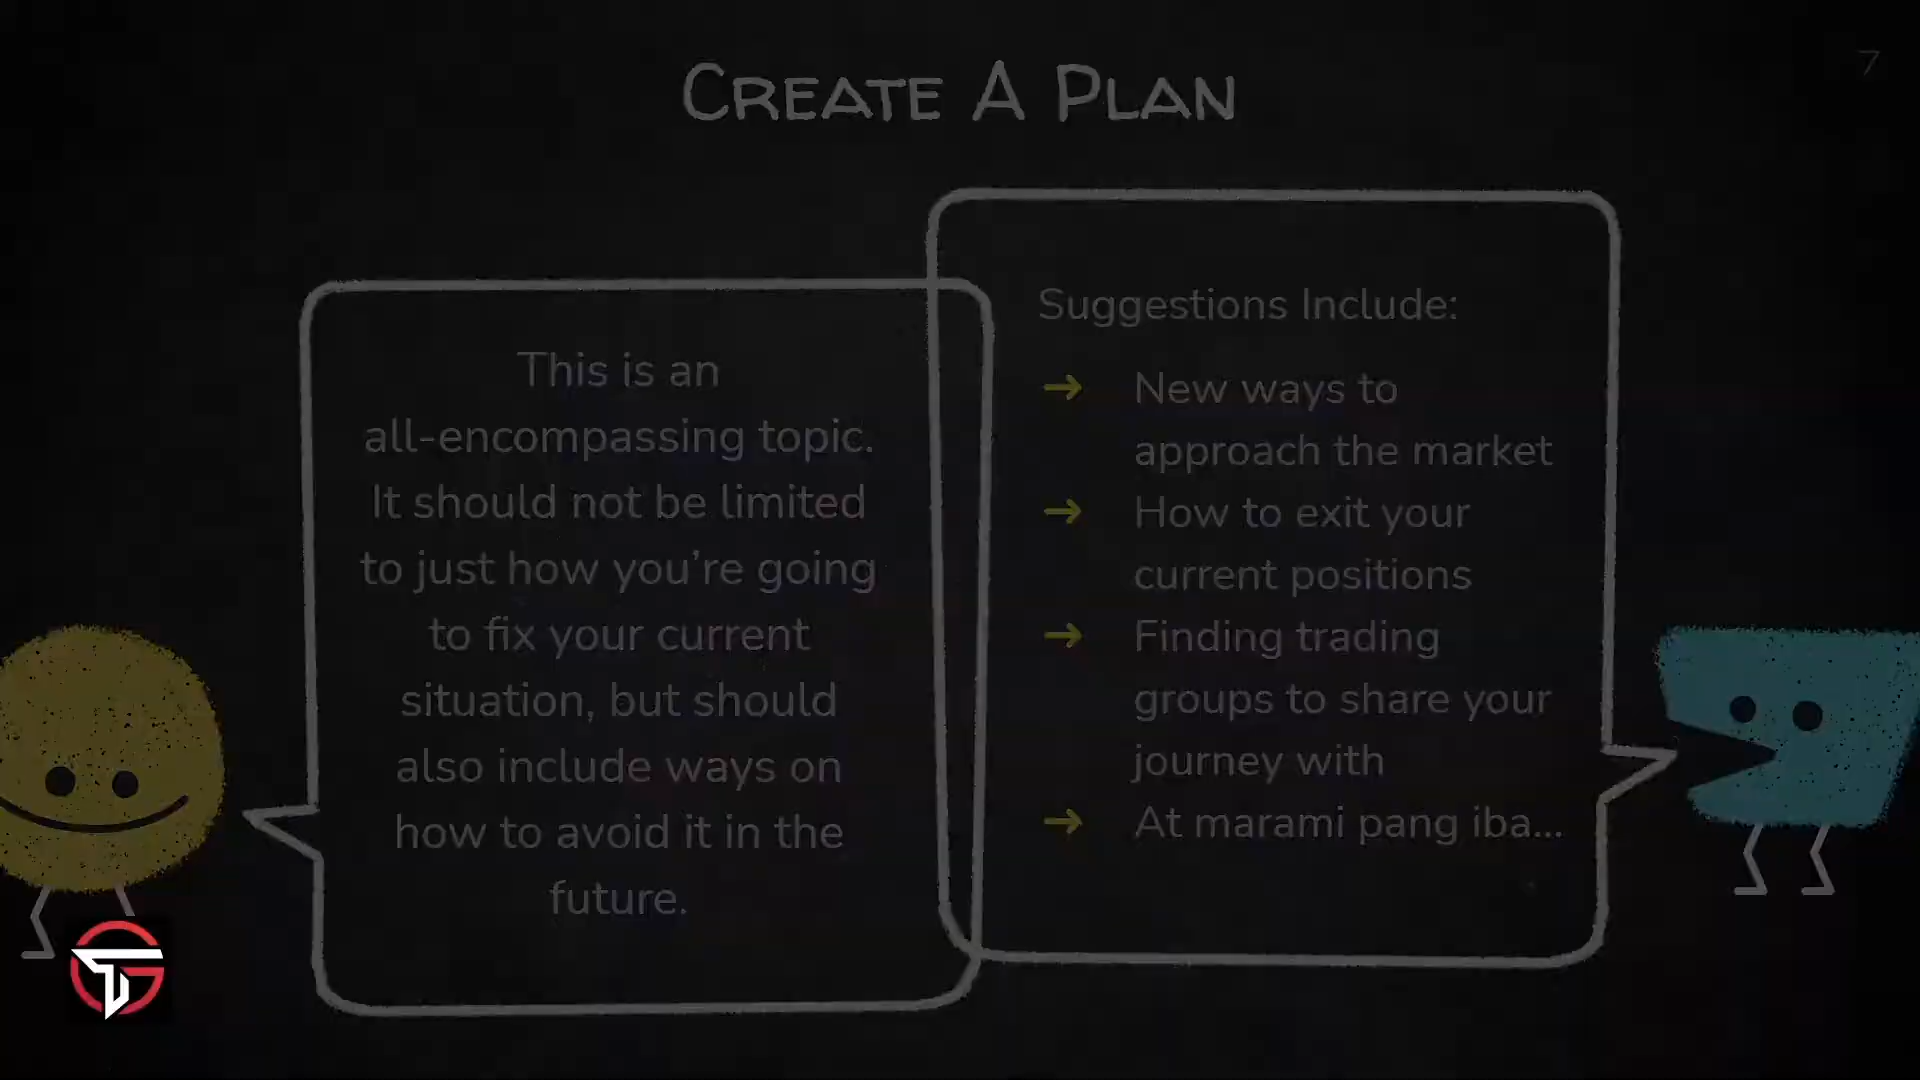 CREATE A PLAN
7
This is an
all-encompassing topic.
It should not be limited
to just how you're going
to fix your current
situation, but should
also include ways on
how to avoid it in the
future.
Suggestions Include:
➔ New ways to
approach the market
➔ How to exit your
current positions
➔ Finding trading
groups to share your
journey with
➔ At marami pang iba...